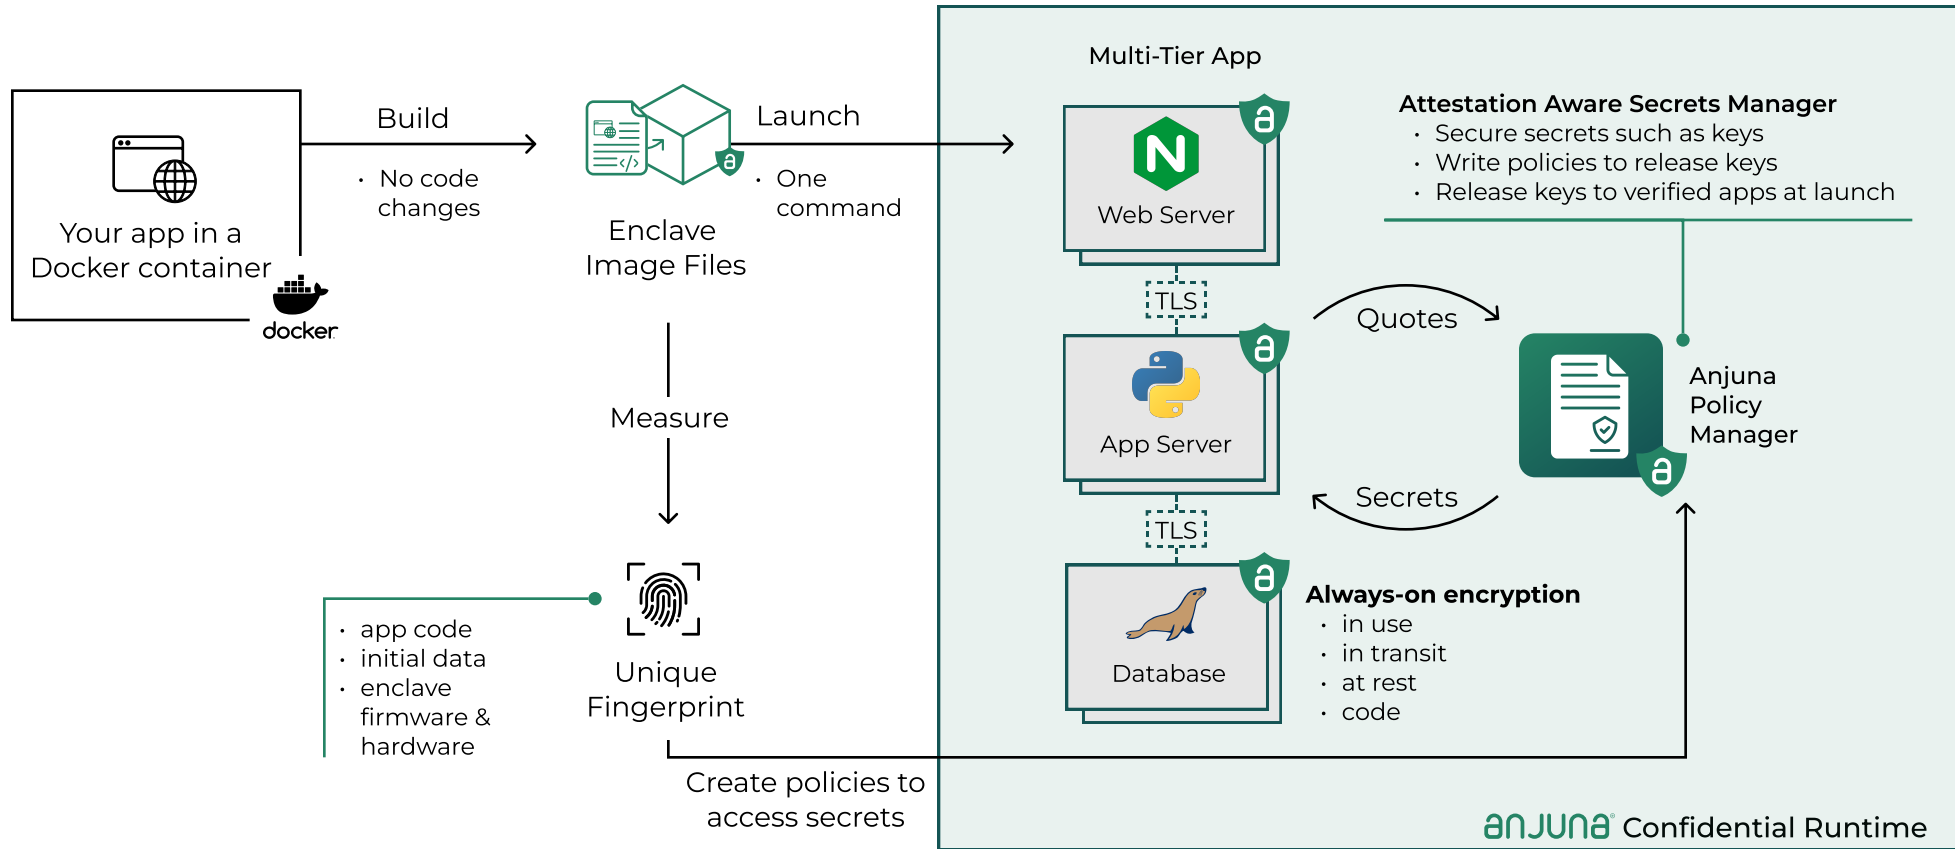 Your app in a
Docker container
docker
Build
• No code
changes
Enclave
Image Files
Launch
• One
command
Measure
Unique
Fingerprint
• app code
• initial data
• enclave
firmware &
hardware
Create policies to
access secrets
Multi-Tier App
Web Server
TLS
App Server
TLS
Database
Quotes
Secrets
Attestation Aware Secrets Manager
• Secure secrets such as keys
• Write policies to release keys
• Release keys to verified apps at launch
Anjuna
Policy
Manager
Always-on encryption
• in use
• in transit
• at rest
• code
anjuna® Confidential Runtime